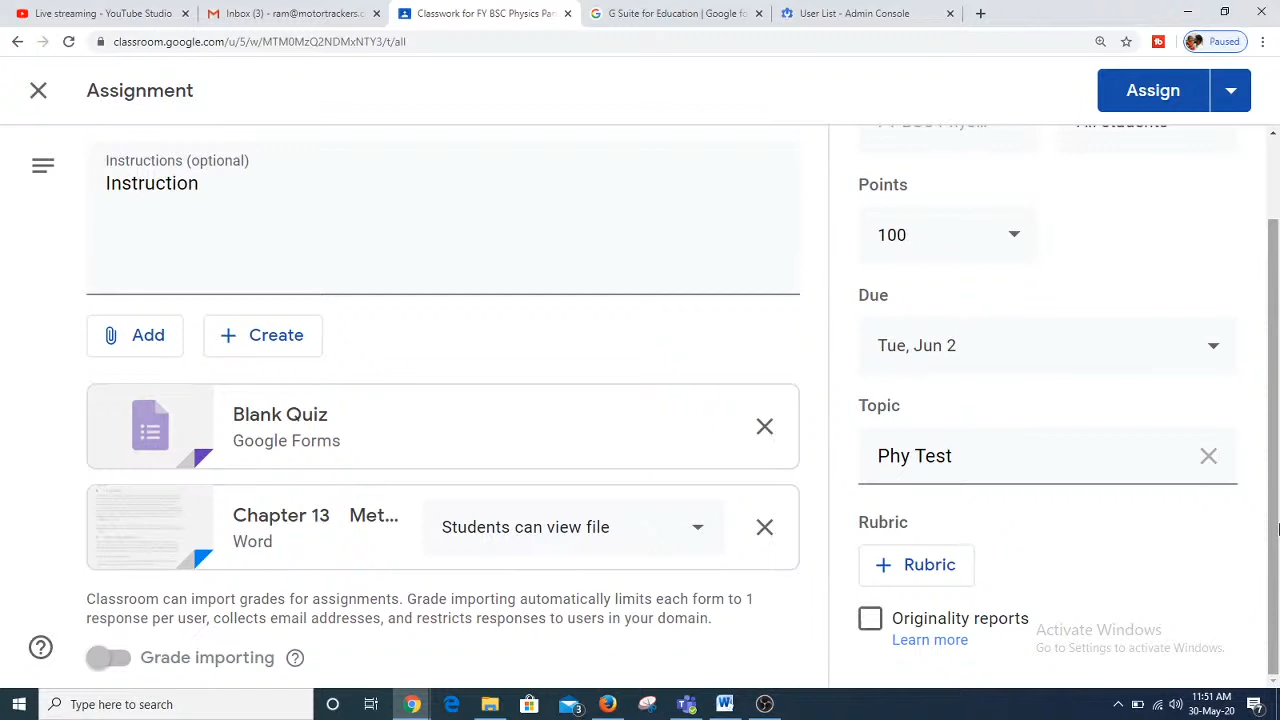 Live streaming - YouTube Studio
Inbox (3) - ram@motortrackers.c
Classwork for FY BSC Physics Par
G Suite for Education | Google fo
User List - Admin Console
classroom.google.com/u/5/w/MTM0MzQ2NDMxNTY3/t/all
Paused
Assignment
Assign
Instructions (optional)
Instruction
All students
Points
100
Due
Tue, Jun 2
Add
Create
Topic
Phy Test
Blank Quiz
Google Forms
Chapter 13 Met...
Word
Students can view file
Rubric
Rubric
Classroom can import grades for assignments. Grade importing automatically limits each form to 1
response per user, collects email addresses, and restricts responses to users in your domain.
Grade importing
Originality reports
Learn more
Activate Windows
Go to Settings to activate Windows.
Type here to search
3
11:51 AM
30-May-20
7